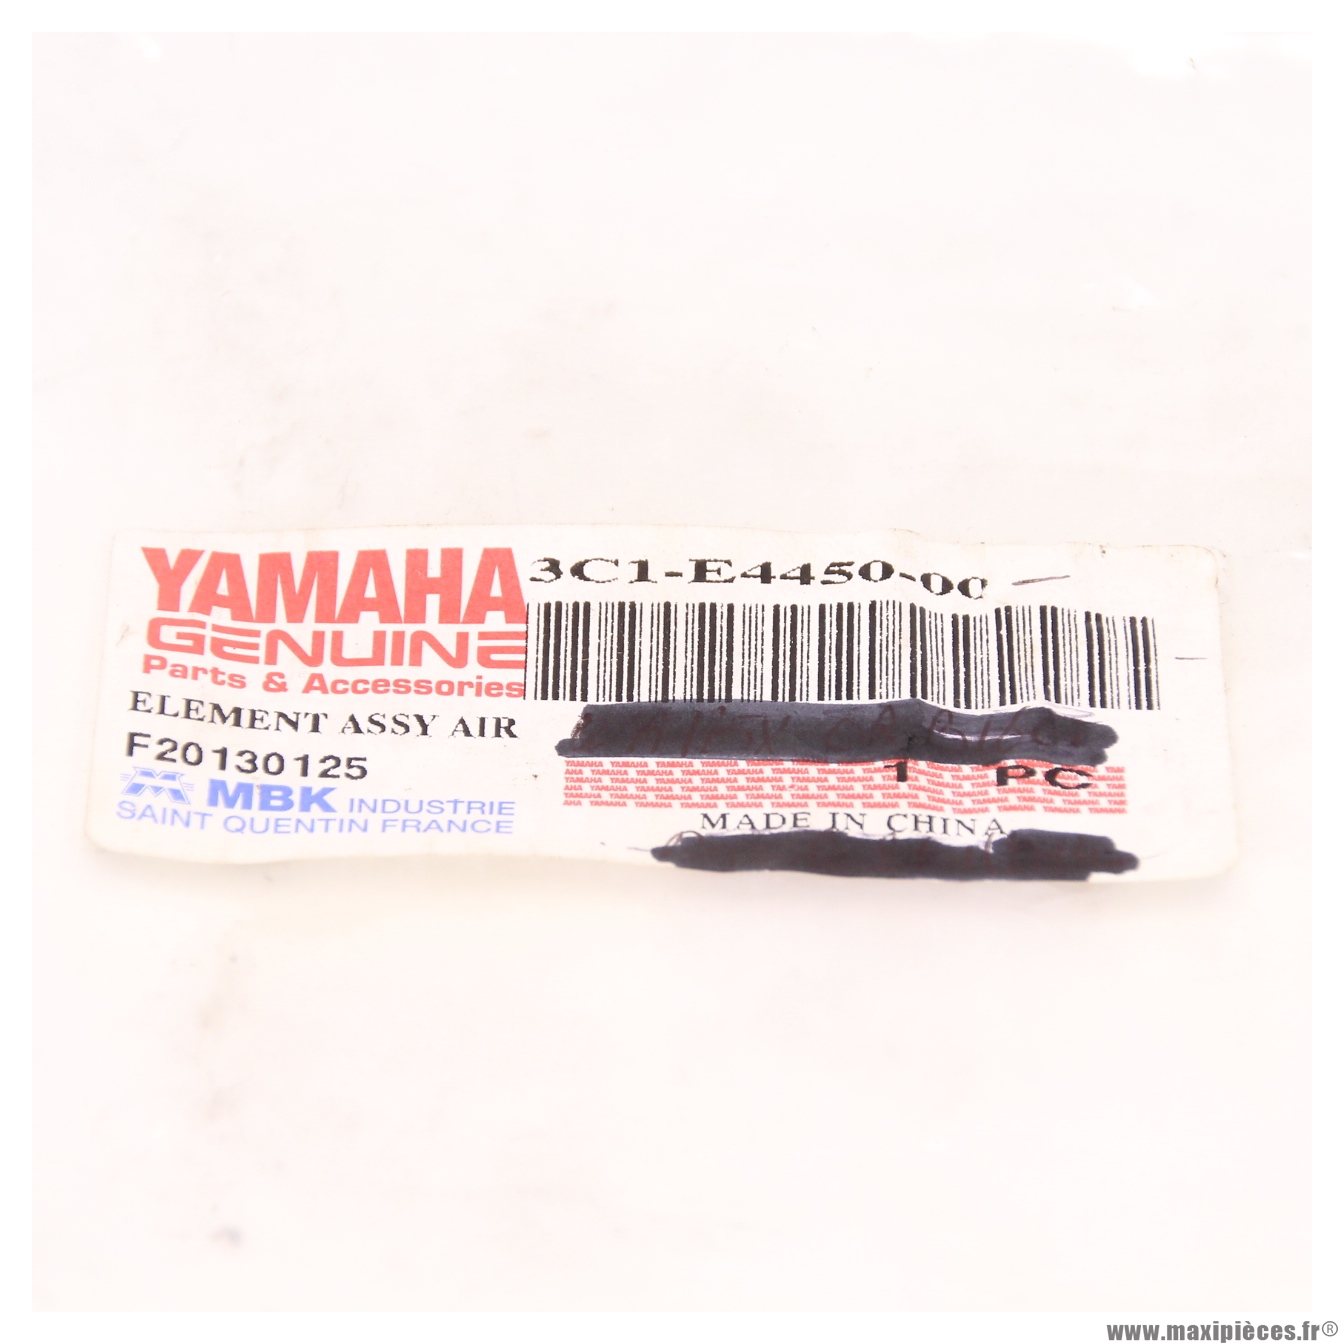 YAMAHA
GENUINE
Parts & Accessories
3C1-E4450-00
ELEMENT ASSY AIR
F20130125
MBK INDUSTRIE
SAINT QUENTIN FRANCE
1 PC
MADE IN CHINA
www.maxipièces.fr®